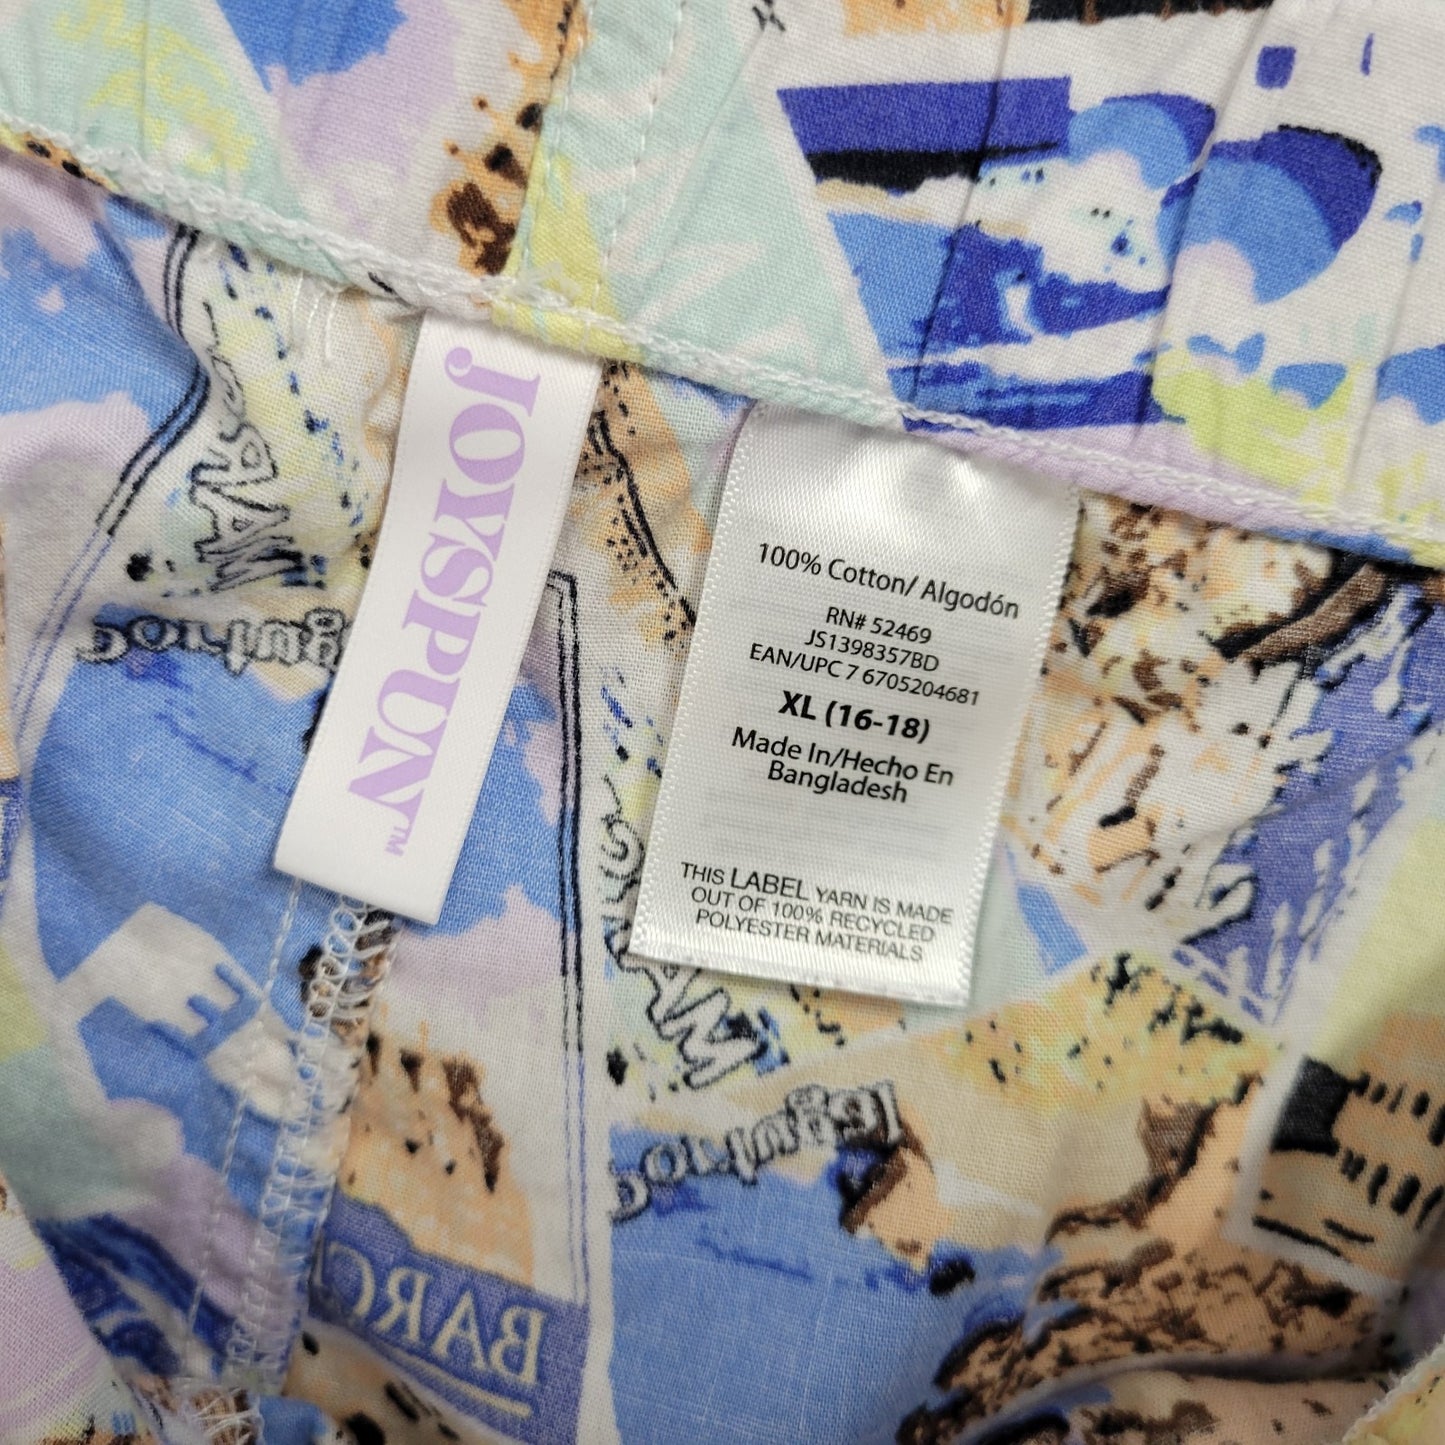 JOYSPUN™
100% Cotton/ Algodón
RN# 52469
JS1398357BD
EAN/UPC 7 6705204681
XL (16-18)
Made In/Hecho En
Bangladesh
THIS LABEL YARN IS MADE
OUT OF 100% RECYCLED
POLYESTER MATERIALS
BARC